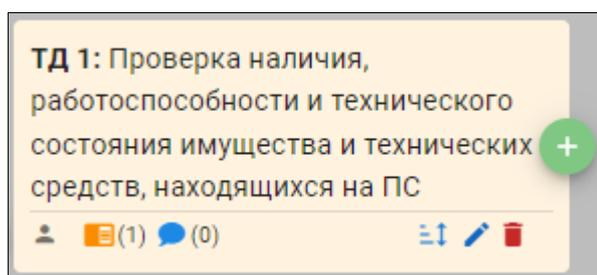 ТД 1: Проверка наличия,
работоспособности и технического
состояния имущества и технических
средств, находящихся на ПС
(1) (0)